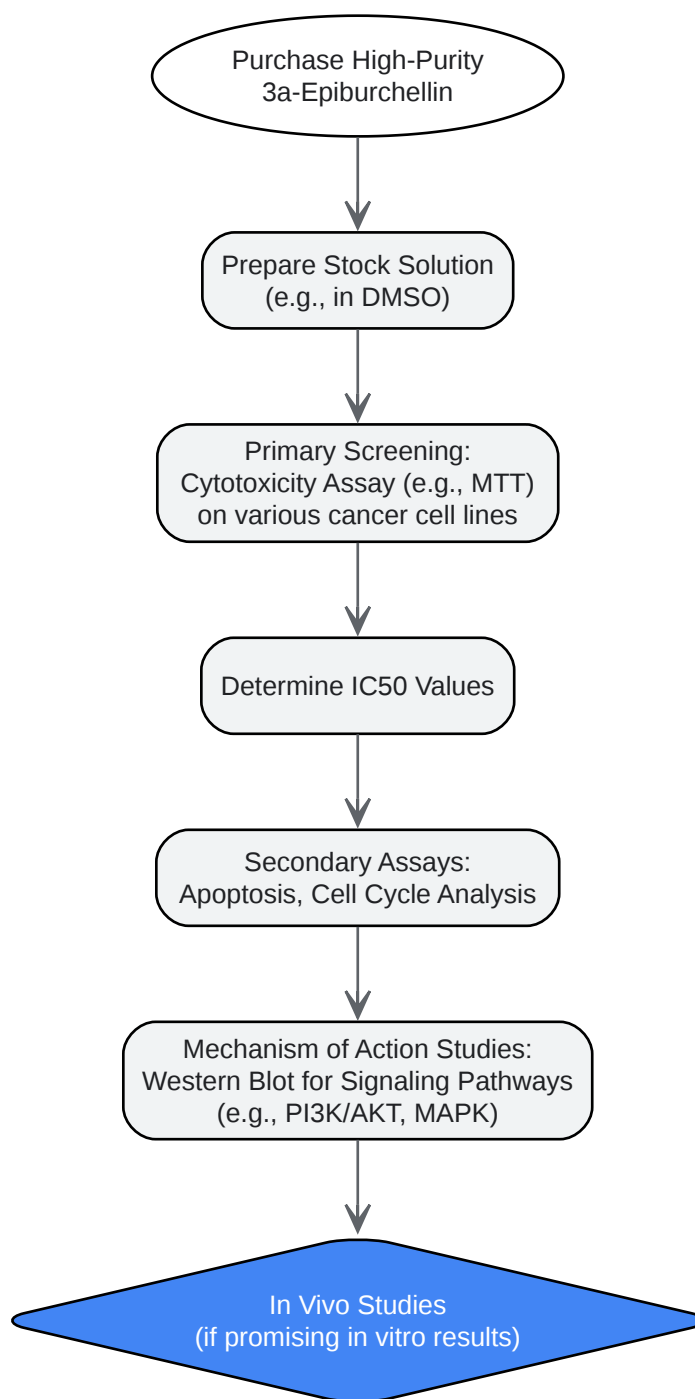 Purchase High-Purity
3a-Epiburchellin
Prepare Stock Solution
(e.g., in DMSO)
Primary Screening:
Cytotoxicity Assay (e.g., MTT)
on various cancer cell lines
Determine IC50 Values
Secondary Assays:
Apoptosis, Cell Cycle Analysis
Mechanism of Action Studies:
Western Blot for Signaling Pathways
(e.g., PI3K/AKT, MAPK)
In Vivo Studies
(if promising in vitro results)